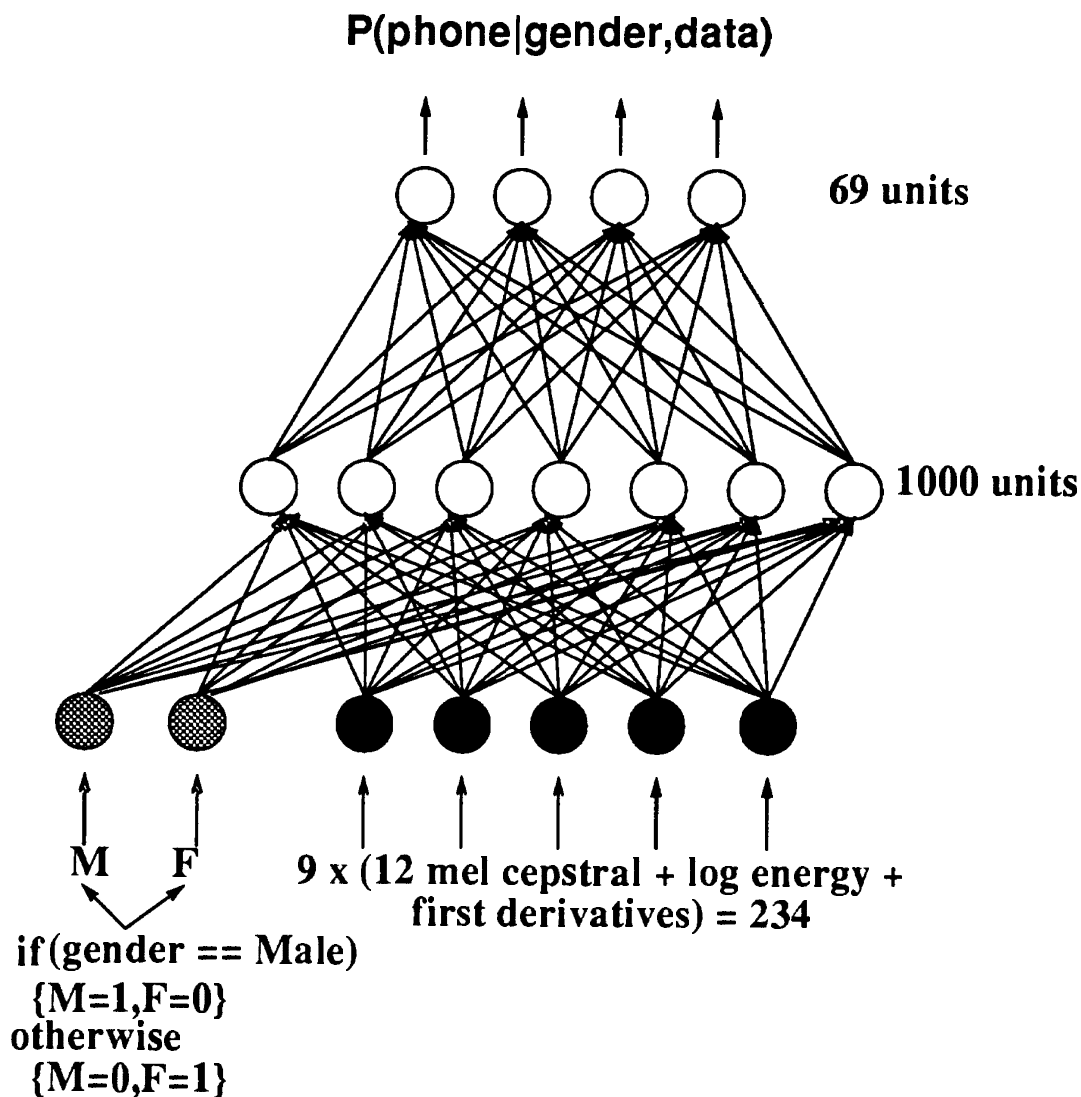 P(phone|gender,data)
69 units
1000 units
M F
9 x (12 mel cepstral + log energy +
first derivatives) = 234
if(gender == Male)
{M=1,F=0}
otherwise
{M=0,F=1}